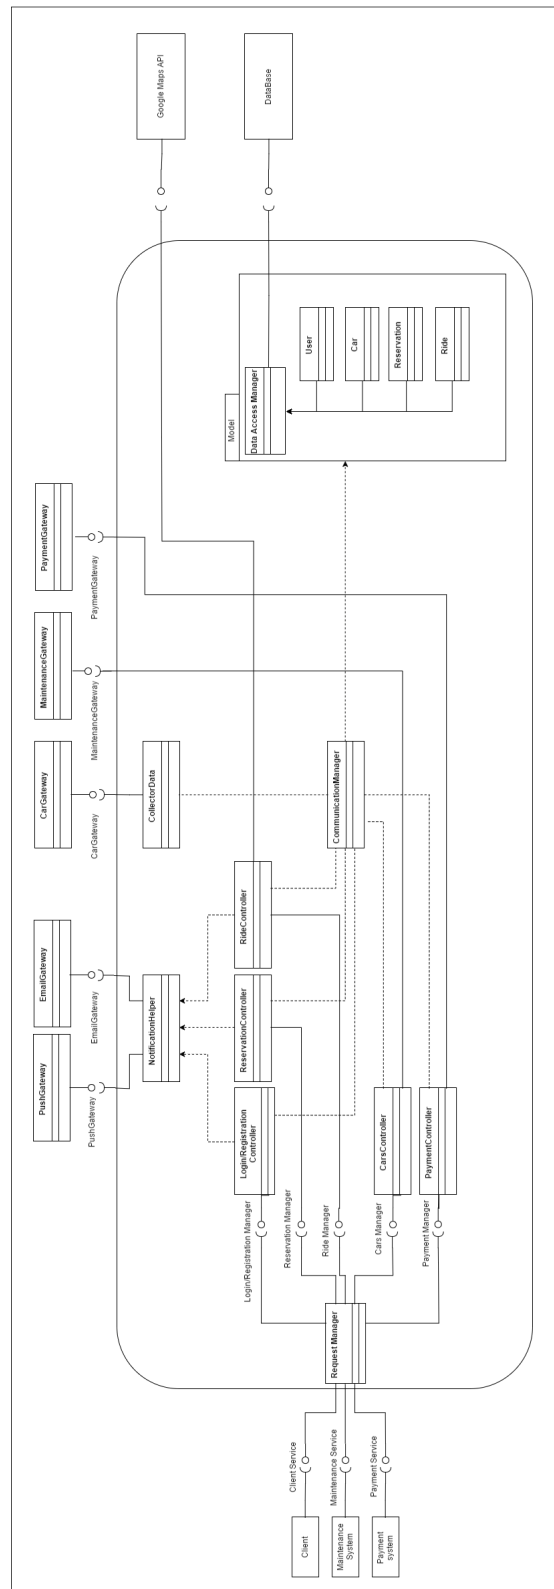 Google Maps API
DataBase
PaymentGateway
PaymentGateway
MaintenanceGateway
MaintenanceGateway
CarGateway
CarGateway
EmailGateway
EmailGateway
PushGateway
PushGateway
Model
Data Access Manager
User
Car
Reservation
Ride
CollectorData
CommunicationManager
NotificationHelper
RideController
ReservationController
Login/Registration
Controller
CarsController
PaymentController
Login/Registration Manager
Reservation Manager
Ride Manager
Cars Manager
Payment Manager
Request Manager
Client Service
Maintenance Service
Payment Service
Client
Maintenance
System
Payment
system